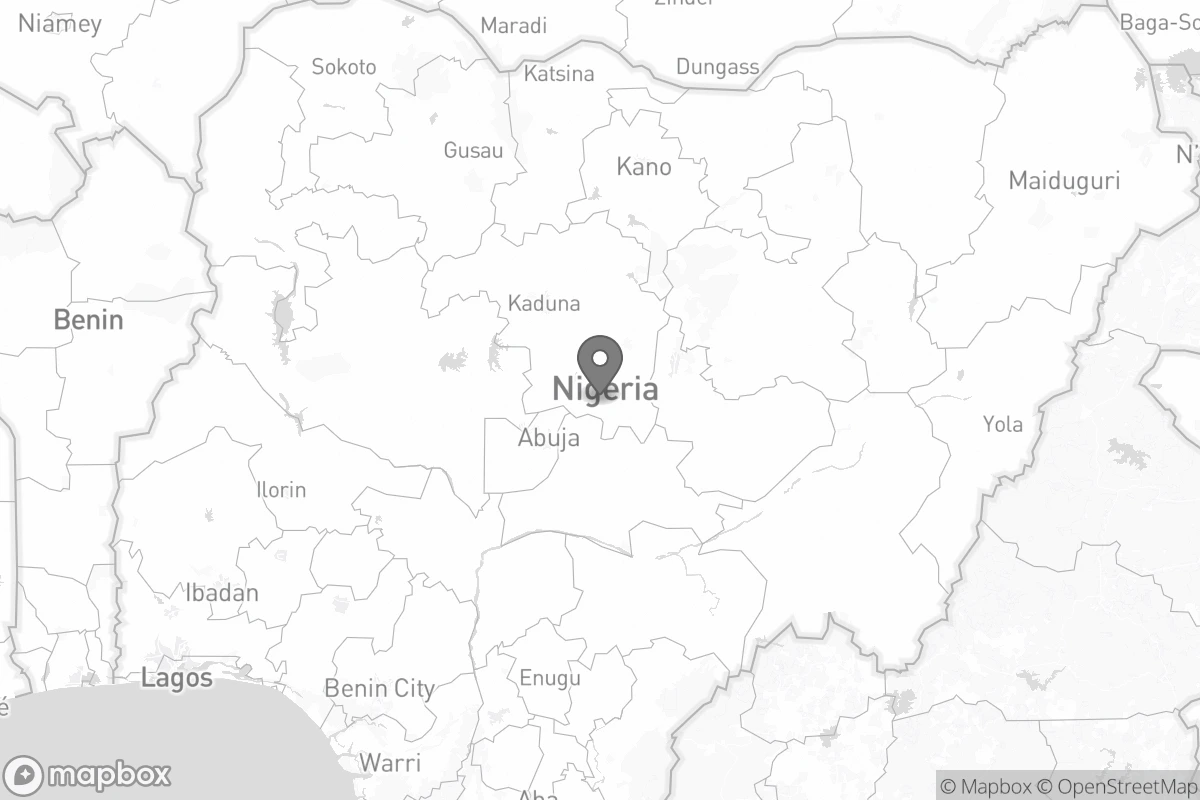 Niamey
Maradi
Zinder
Baga-So
Sokoto
Katsina
Dungass
Gusau
Kano
N'
Maiduguri
Kaduna
Benin
Nigeria
Abuja
Yola
Ilorin
Ibadan
Lagos
Enugu
Benin City
é
Warri
Aba
mapbox
© Mapbox © OpenStreetMap